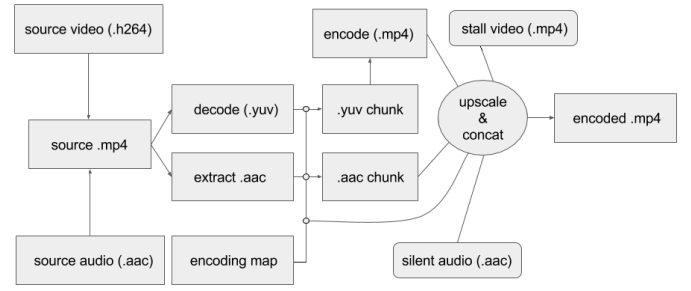 source video (.h264)
encode (.mp4)
stall video (.mp4)
decode (.yuv)
.yuv chunk
upscale
&
concat
encoded .mp4
source .mp4
extract .aac
.aac chunk
source audio (.aac)
encoding map
silent audio (.aac)